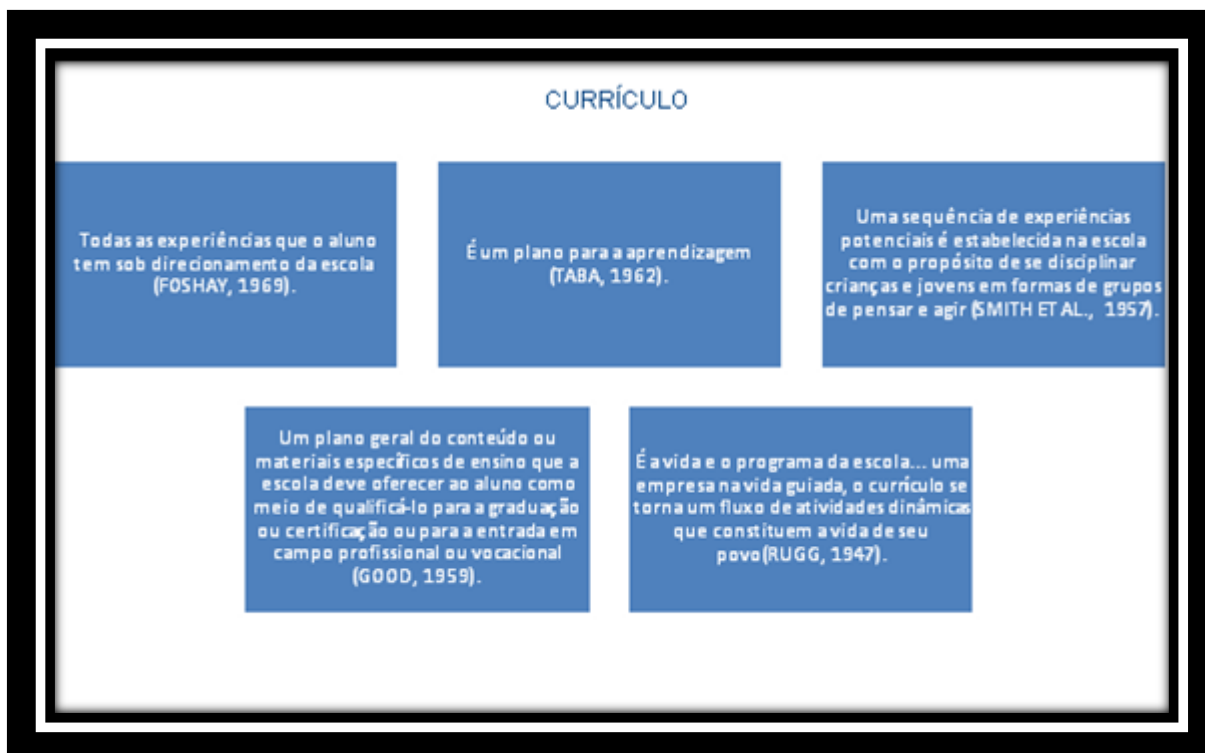 CURRÍCULO
Todas as experiências que o aluno
tem sob direcionamento da escola
(FOSHAY, 1969).
É um plano para a aprendizagem
(TABA, 1962).
Uma sequência de experiências
potenciais é estabelecida na escola
com o propósito de se disciplinar
crianças e jovens em formas de grupos
de pensar e agir (SMITH ET AL., 1957).
Um plano geral do conteúdo ou
materiais específicos de ensino que a
escola deve oferecer ao aluno como
meio de qualificá-lo para a graduação
ou certificação ou para a entrada em
campo profissional ou vocacional
(GOOD, 1959).
É a vida e o programa da escola... uma
empresa na vida guiada, o currículo se
torna um fluxo de atividades dinâmicas
que constituem a vida de seu
povo(RUGG, 1947).